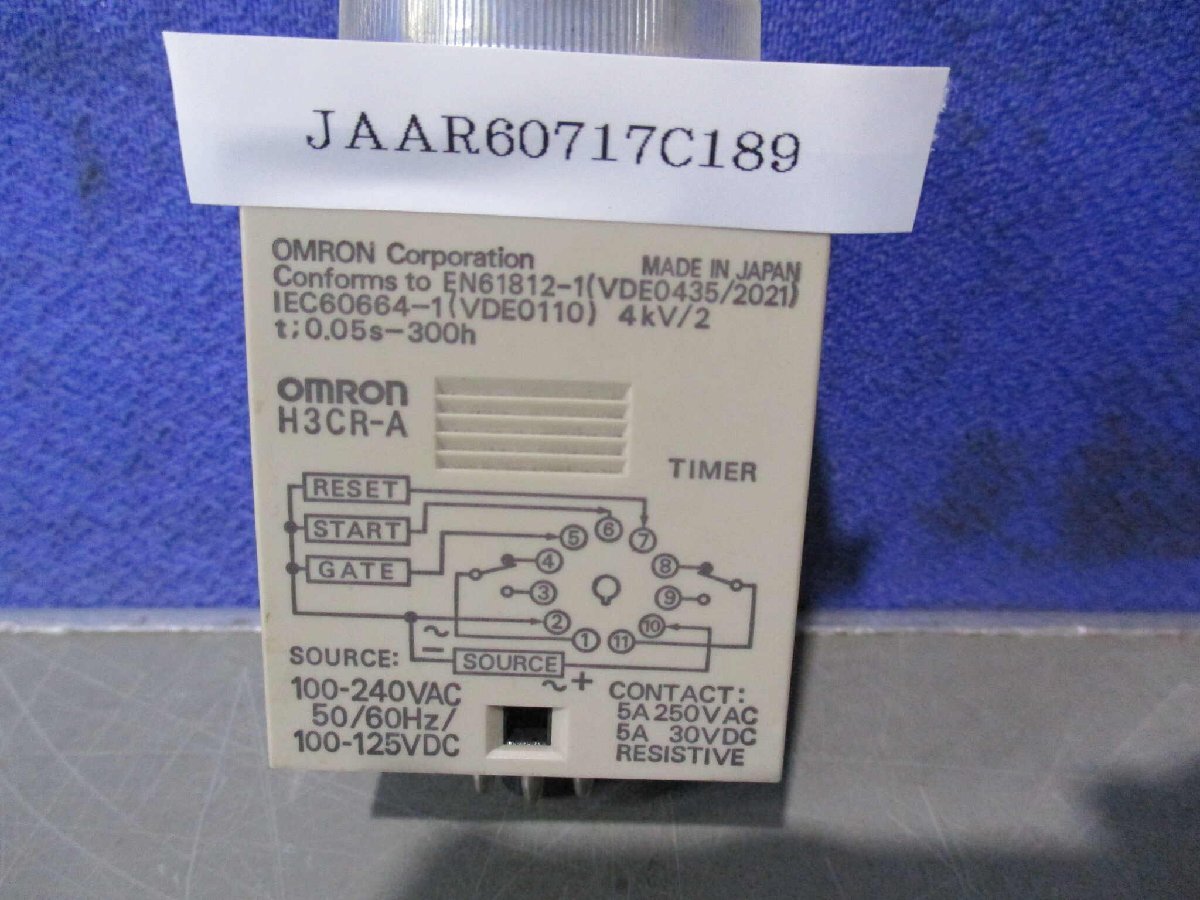 JAAR60717C189
OMRON Corporation MADE IN JAPAN
Conforms to EN61812-1(VDE0435/2021)
IEC60664-1(VDE0110) 4kV/2
t;0.05s-300h
OMRON
H3CR-A
TIMER
RESET
START
GATE
5 6 7
4 8
3 9
2 10
1 11
~
−
SOURCE
~ +
SOURCE:
100-240VAC
50/60Hz/
100-125VDC
CONTACT:
5A 250VAC
5A 30VDC
RESISTIVE